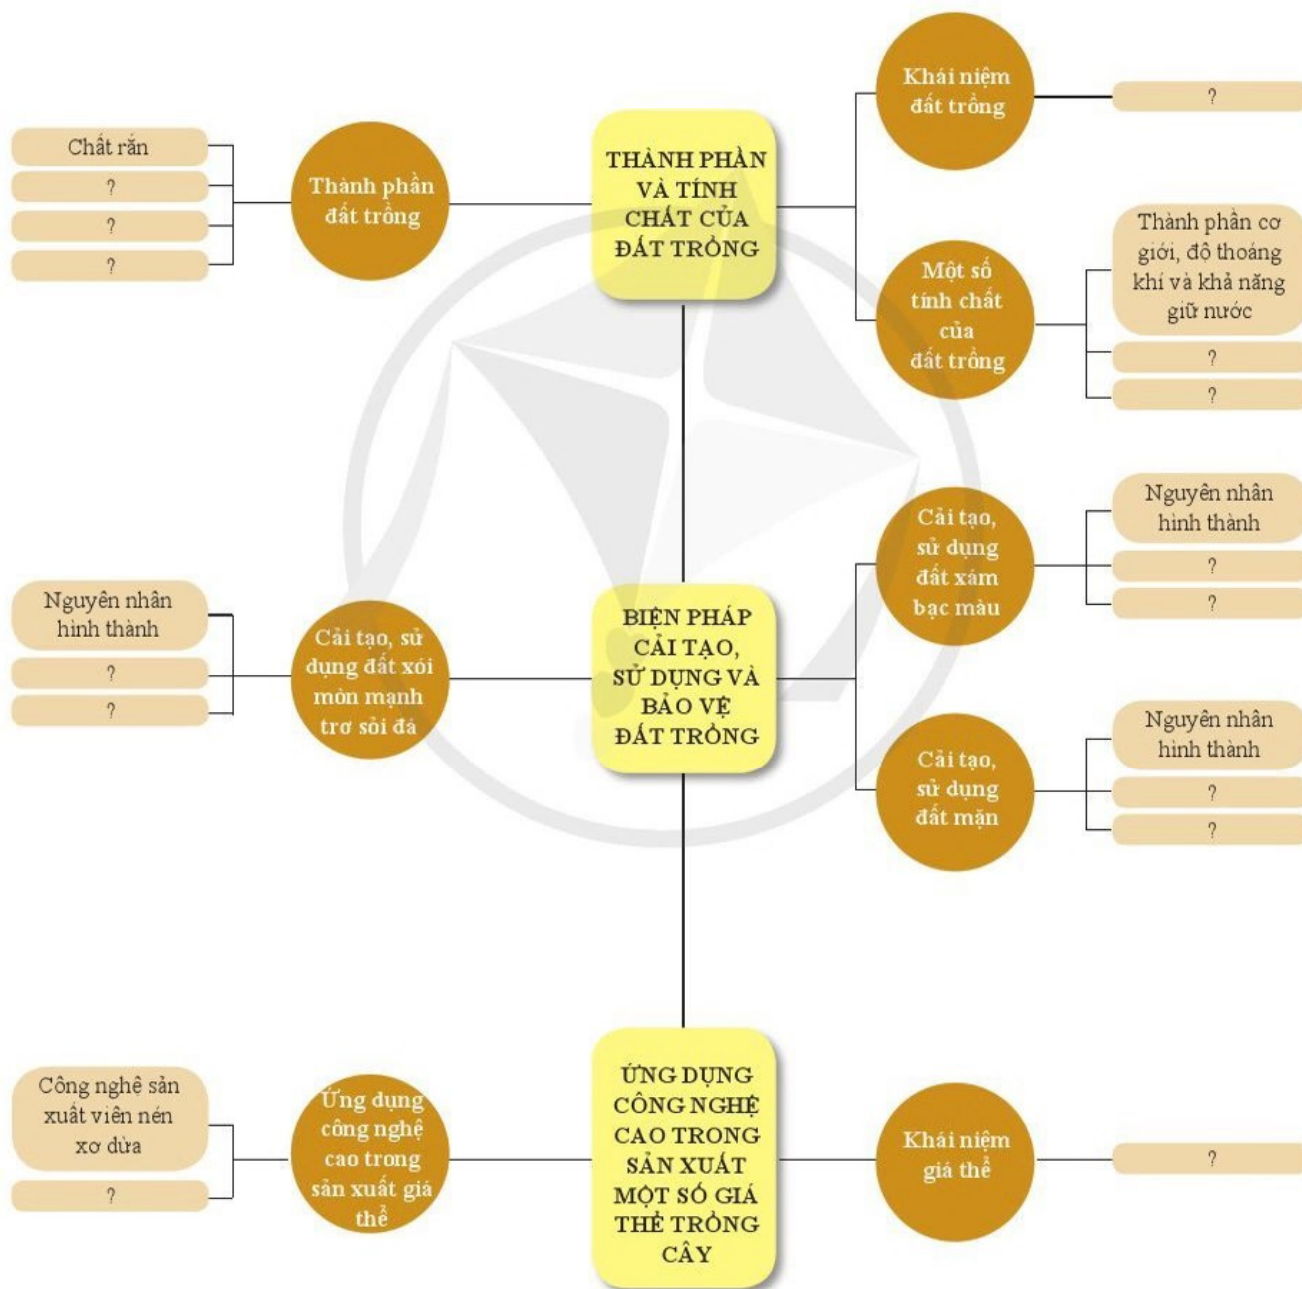 THÀNH PHẦN
VÀ TÍNH
CHẤT CỦA
ĐẤT TRỒNG
Thành phần
đất trồng
Chất rắn
?
?
?
Khái niệm
đất trồng
?
Một số
tính chất
của
đất trồng
Thành phần cơ
giới, độ thoáng
khí và khả năng
giữ nước
?
?
BIỆN PHÁP
CẢI TẠO,
SỬ DỤNG VÀ
BẢO VỆ
ĐẤT TRỒNG
Cải tạo, sử
dụng đất xói
mòn mạnh
trơ sỏi đá
Nguyên nhân
hình thành
?
?
Cải tạo,
sử dụng
đất xám
bạc màu
Nguyên nhân
hình thành
?
?
Cải tạo,
sử dụng
đất mặn
Nguyên nhân
hình thành
?
?
ỨNG DỤNG
CÔNG NGHỆ
CAO TRONG
SẢN XUẤT
MỘT SỐ GIÁ
THỂ TRỒNG
CÂY
Ứng dụng
công nghệ
cao trong
sản xuất giá
thể
Công nghệ sản
xuất viên nén
xơ dừa
?
Khái niệm
giá thể
?